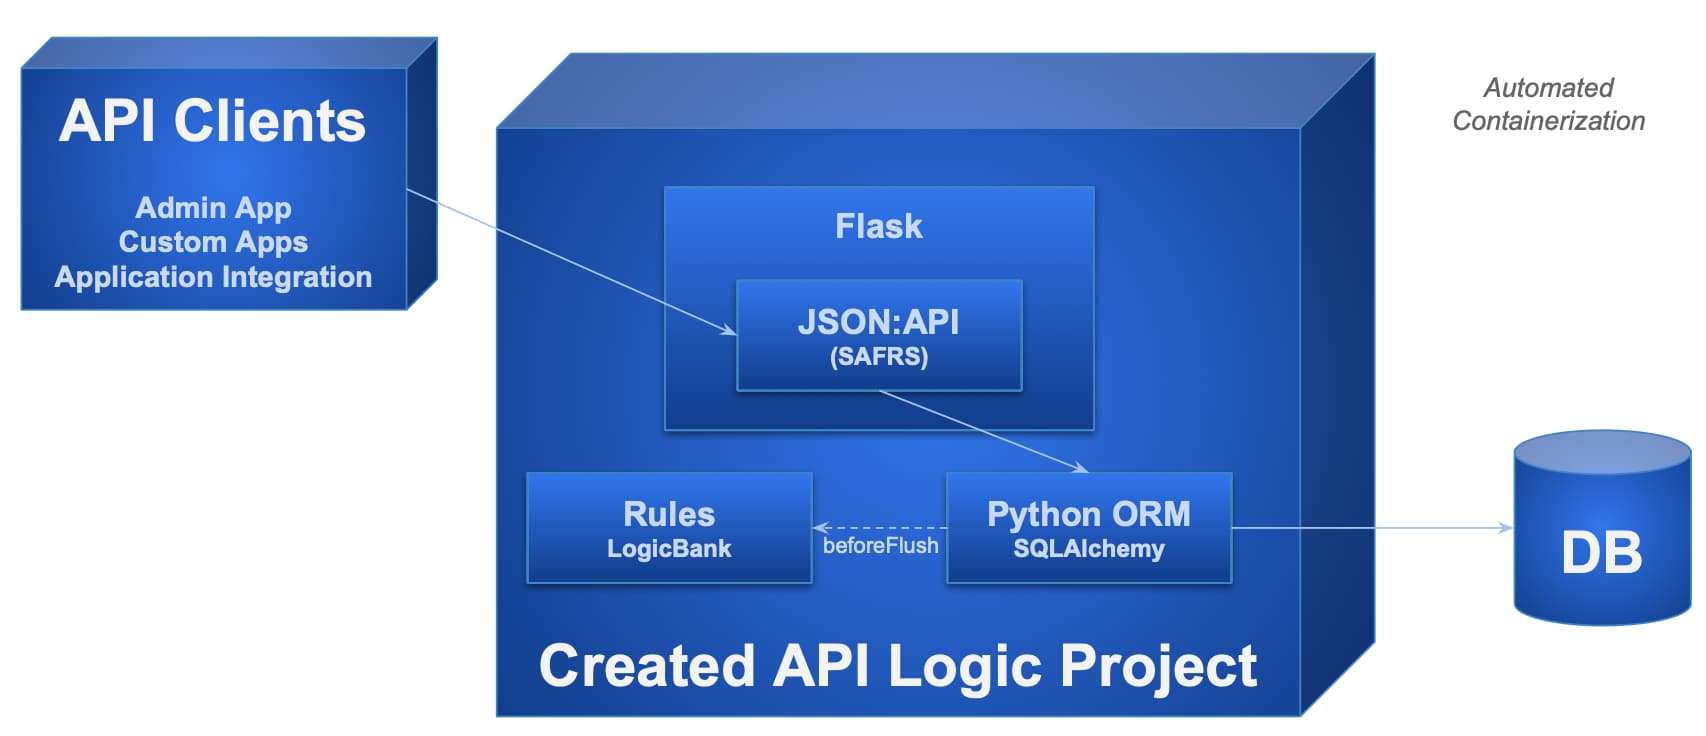 API Clients
Admin App
Custom Apps
Application Integration
Automated
Containerization
Flask
JSON:API
(SAFRS)
Rules
LogicBank
beforeFlush
Python ORM
SQLAlchemy
DB
Created API Logic Project